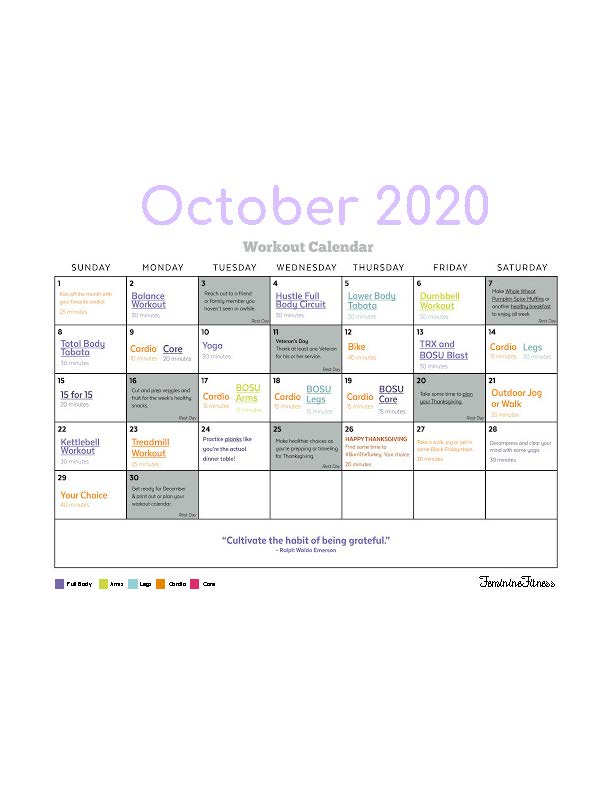 October 2020
Workout Calendar
SUNDAY MONDAY TUESDAY WEDNESDAY THURSDAY FRIDAY SATURDAY
1
Kick off the month with
your favorite cardio!
25 minutes
2
Balance
Workout
30 minutes
3
Reach out to a friend
or family member you
haven't seen in awhile.
Rest Day
4
Hustle Full
Body Circuit
30 minutes
5
Lower Body
Tabata
30 minutes
6
Dumbbell
Workout
30 minutes
7
Make Whole Wheat
Pumpkin Spice Muffins or
another healthy breakfast
to enjoy all week.
Rest Day
8
Total Body
Tabata
30 minutes
9
Cardio Core
10 minutes 20 minutes
10
Yoga
30 minutes
11
Veteran's Day
Thank at least one Veteran
for his or her service.
Rest Day
12
Bike
40 minutes
13
TRX and
BOSU Blast
30 minutes
14
Cardio Legs
15 minutes 20 minutes
15
15 for 15
20 minutes
16
Cut and prep veggies and
fruit for the week's healthy
snacks.
Rest Day
17
Cardio BOSU
Arms
15 minutes 15 minutes
18
Cardio BOSU
Legs
15 minutes 15 minutes
19
Cardio BOSU
Core
15 minutes 15 minutes
20
Take some time to plan
your Thanksgiving.
Rest Day
21
Outdoor Jog
or Walk
35 minutes
22
Kettlebell
Workout
30 minutes
23
Treadmill
Workout
25 minutes
24
Practice planks like
you're the actual
dinner table!
25
Make healthier choices as
you're prepping or traveling
for Thanksgiving.
Rest Day
26
HAPPY THANKSGIVING
Find some time to
#BurnTheTurkey. Your choice
20 minutes
27
Take a walk, jog or get in
some Black Friday steps
30 minutes
28
Decompress and clear your
mind with some yoga
30 minutes
29
Your Choice
40 minutes
30
Get ready for December
& print out or plan your
workout calendar.
Rest Day
“Cultivate the habit of being grateful.”
- Ralph Waldo Emerson
Full Body Arms Legs Cardio Core
FeminineFitness